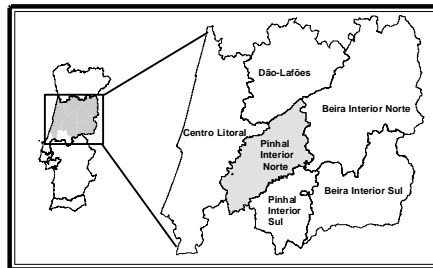 Dão-Lafões
Beira Interior Norte
Centro Litoral
Pinhal
Interior
Norte
Beira Interior Sul
Pinhal
Interior
Sul